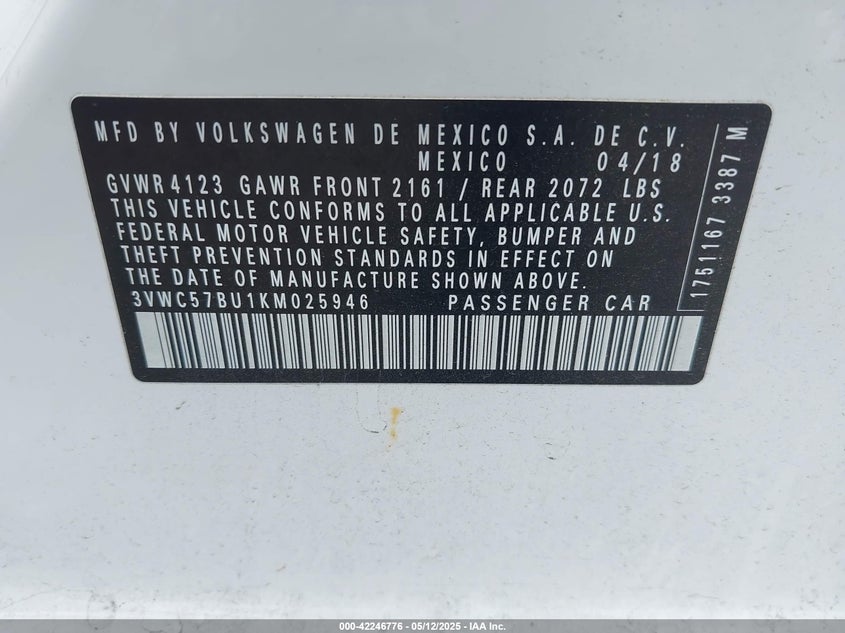 MFD BY VOLKSWAGEN DE MEXICO S.A. DE C.V.
MEXICO 04/18
GVWR 4123 GAWR FRONT 2161 / REAR 2072 LBS
THIS VEHICLE CONFORMS TO ALL APPLICABLE U.S.
FEDERAL MOTOR VEHICLE SAFETY, BUMPER AND
THEFT PREVENTION STANDARDS IN EFFECT ON
THE DATE OF MANUFACTURE SHOWN ABOVE.
3VWC57BU1KM025946 PASSENGER CAR
1751167 3387 M
000-42246776 - 05/12/2025 - IAA Inc.